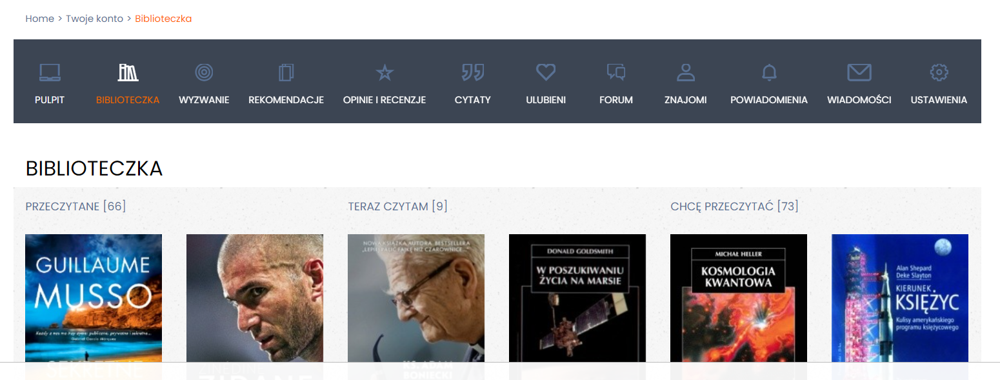 Home > Twoje konto > Biblioteczka
PULPIT
BIBLIOTECZKA
WYZWANIE
REKOMENDACJE
OPINIE I RECENZJE
CYTATY
ULUBIENI
FORUM
ZNAJOMI
POWIADOMIENIA
WIADOMOŚCI
USTAWIENIA
BIBLIOTECZKA
PRZECZYTANE [66]
TERAZ CZYTAM [9]
CHCĘ PRZECZYTAĆ [73]
GUILLAUME
MUSSO
Każdy z nas ma trzy życia: publiczne, prywatne i sekretne...
Gabriel García Márquez
SEKRETNE
ZINÉDINE
ZIDANE
NOWA KSIĄŻKA AUTORA BESTSELLERA
„LEPIEJ PALIĆ FAJKĘ NIŻ CZAROWNICE..."
KS. ADAM
BONIECKI
DONALD GOLDSMITH
W POSZUKIWANIU
ŻYCIA NA MARSIE
MICHAŁ HELLER
KOSMOLOGIA
KWANTOWA
Alan Shepard
Deke Slayton
KIERUNEK
KSIĘŻYC
Kulisy amerykańskiego
programu księżycowego